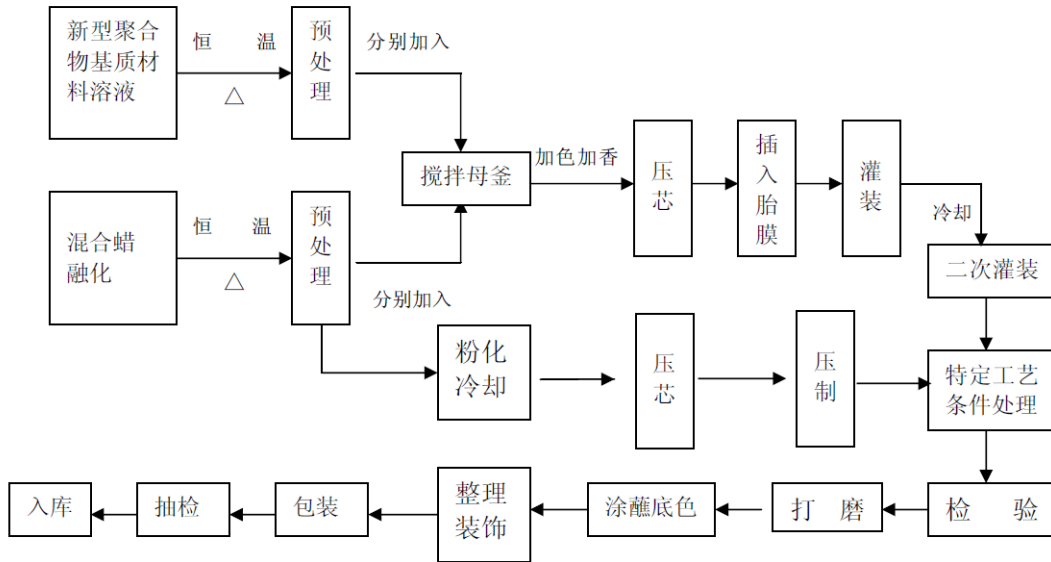 新型聚合
物基质材
料溶液
恒 温
△
预
处
理
分别加入
搅拌母釜
加色加香
压
芯
插
入
胎
膜
灌
装
冷却
二次灌装
混合蜡
融化
恒 温
△
预
处
理
分别加入
粉化
冷却
压
芯
压
制
特定工艺
条件处理
检 验
打 磨
涂蘸底色
整理
装饰
包装
抽检
入库